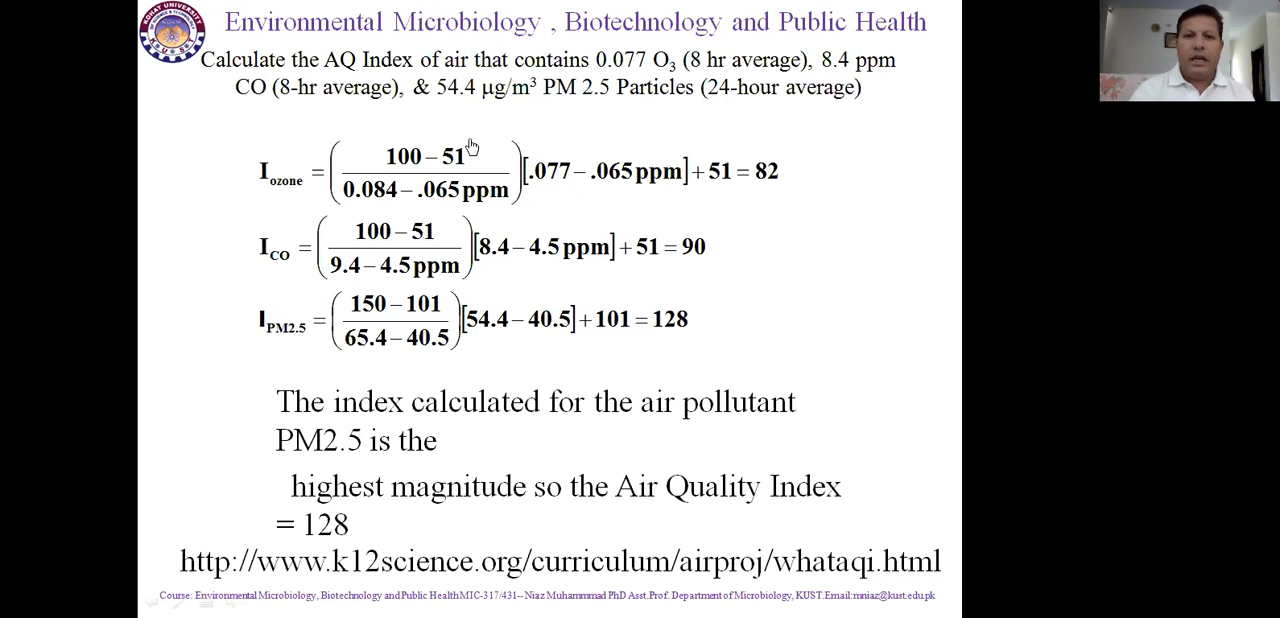 Environmental Microbiology , Biotechnology and Public Health
Calculate the AQ Index of air that contains 0.077 O₃ (8 hr average), 8.4 ppm
CO (8-hr average), & 54.4 µg/m³ PM 2.5 Particles (24-hour average)
I_ozone = ( (100 – 51) / (0.084 – .065 ppm) ) [.077 – .065 ppm] + 51 = 82
I_CO = ( (100 – 51) / (9.4 – 4.5 ppm) ) [8.4 – 4.5 ppm] + 51 = 90
I_PM2.5 = ( (150 – 101) / (65.4 – 40.5) ) [54.4 – 40.5] + 101 = 128
The index calculated for the air pollutant
PM2.5 is the
highest magnitude so the Air Quality Index
= 128
http://www.k12science.org/curriculum/airproj/whataqi.html
Course: Environmental Microbiology, Biotechnology and Public Health MIC-317/431-- Niaz Muhammmad PhD Asst.Prof. Department of Microbiology, KUST.Email:mniaz@kust.edu.pk